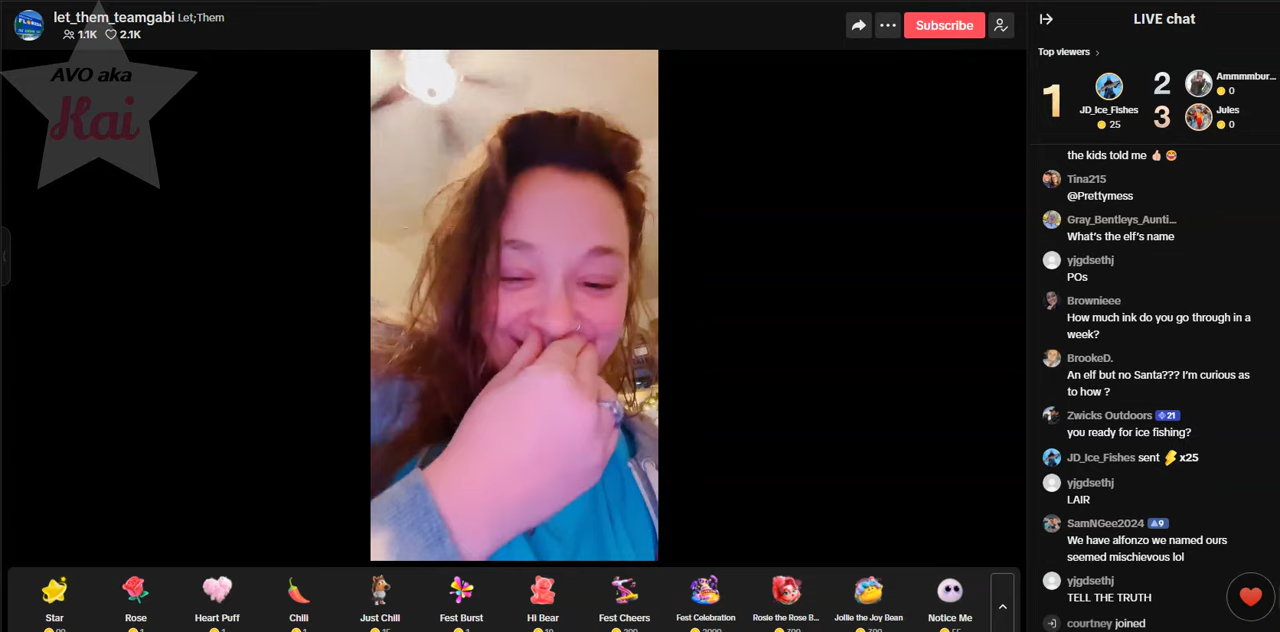 let_them_teamgabi Let;Them
1.1K 2.1K
AVO aka
Kai
Subscribe
LIVE chat
Top viewers
1
JD_Ice_Fishes
25
2
Ammmmbur...
0
3
Jules
0
the kids told me
Tina215
@Prettymess
Gray_Bentleys_Aunti...
What's the elf's name
yjgdsethj
POs
Brownieee
How much ink do you go through in a
week?
BrookeD.
An elf but no Santa??? I'm curious as
to how ?
Zwicks Outdoors 21
you ready for ice fishing?
JD_Ice_Fishes sent x25
yjgdsethj
LAIR
SamNGee2024 9
We have alfonzo we named ours
seemed mischievous lol
yjgdsethj
TELL THE TRUTH
courtney joined
Star
Rose
Heart Puff
Chill
Just Chill
Fest Burst
Hi Bear
Fest Cheers
Fest Celebration
Rosie the Rose B...
Jollie the Joy Bean
Notice Me